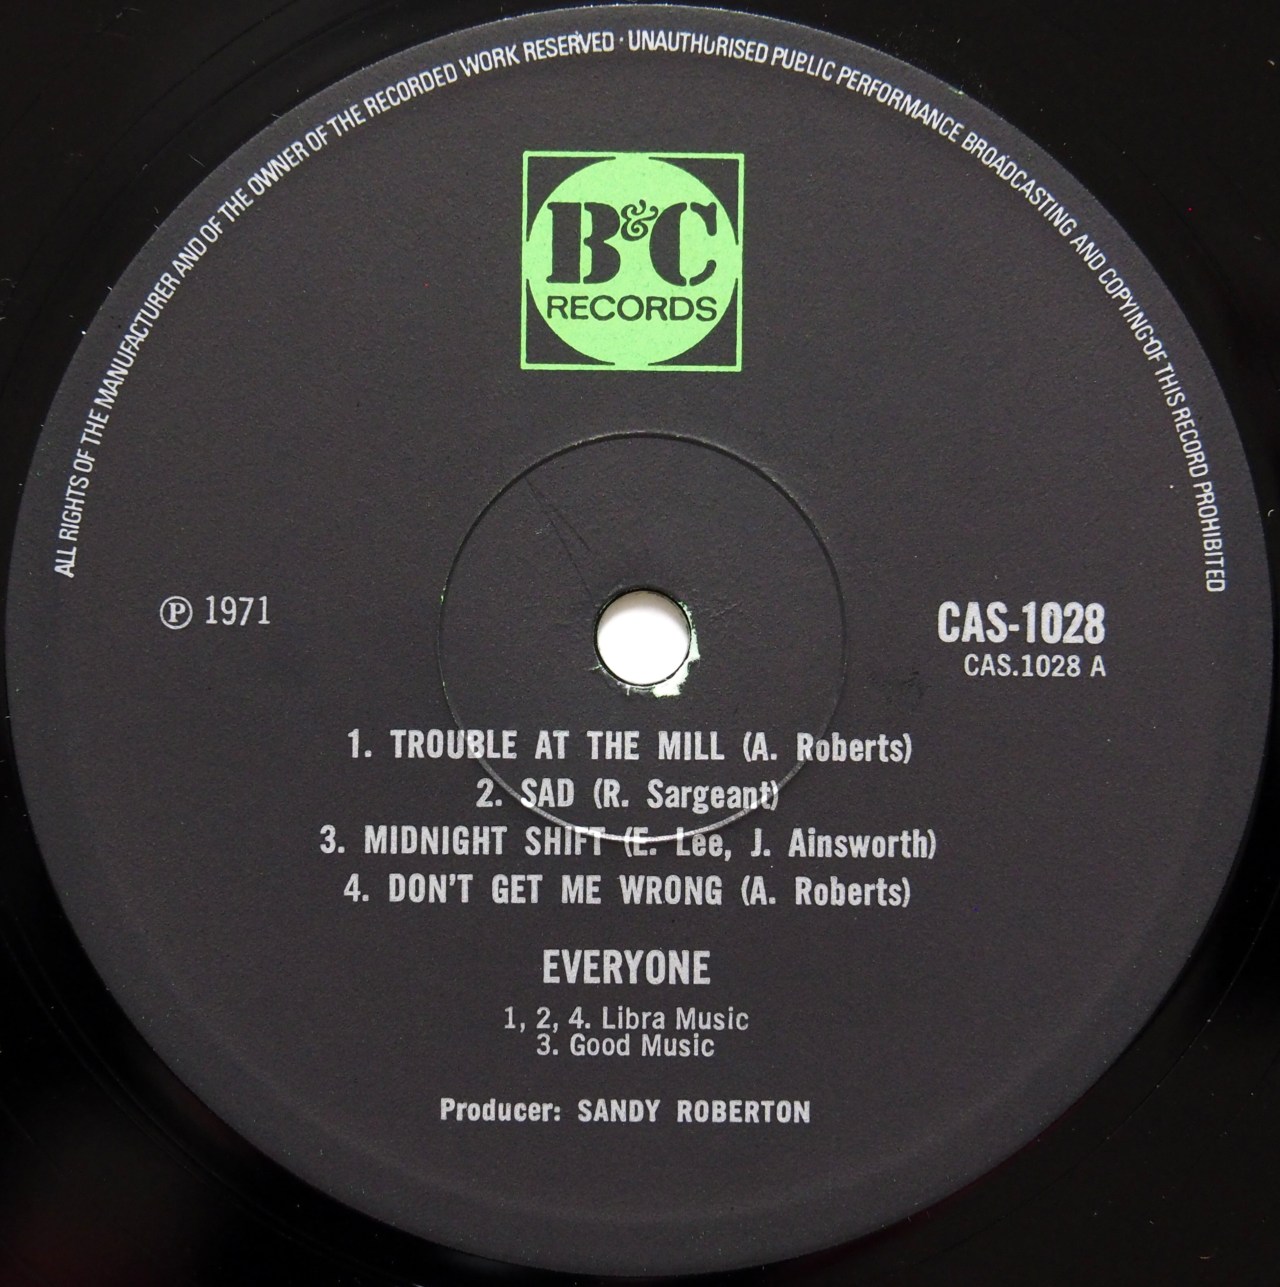 ALL RIGHTS OF THE MANUFACTURER AND OF THE OWNER OF THE RECORDED WORK RESERVED · UNAUTHORISED PUBLIC PERFORMANCE BROADCASTING AND COPYING OF THIS RECORD PROHIBITED
B&C
RECORDS
℗ 1971
CAS-1028
CAS.1028 A
1. TROUBLE AT THE MILL (A. Roberts)
2. SAD (R. Sargeant)
3. MIDNIGHT SHIFT (E. Lee, J. Ainsworth)
4. DON'T GET ME WRONG (A. Roberts)
EVERYONE
1, 2, 4. Libra Music
3. Good Music
Producer: SANDY ROBERTON